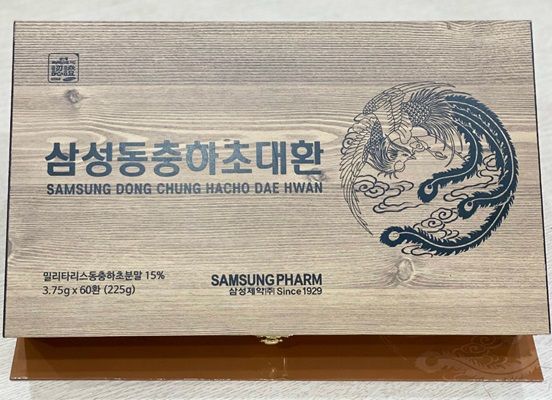 認證
삼성동충하초대환
SAMSUNG DONG CHUNG HACHO DAE HWAN
밀리타리스동충하초분말 15%
3.75g x 60환 (225g)
SAMSUNG PHARM
삼성제약(주) Since 1929